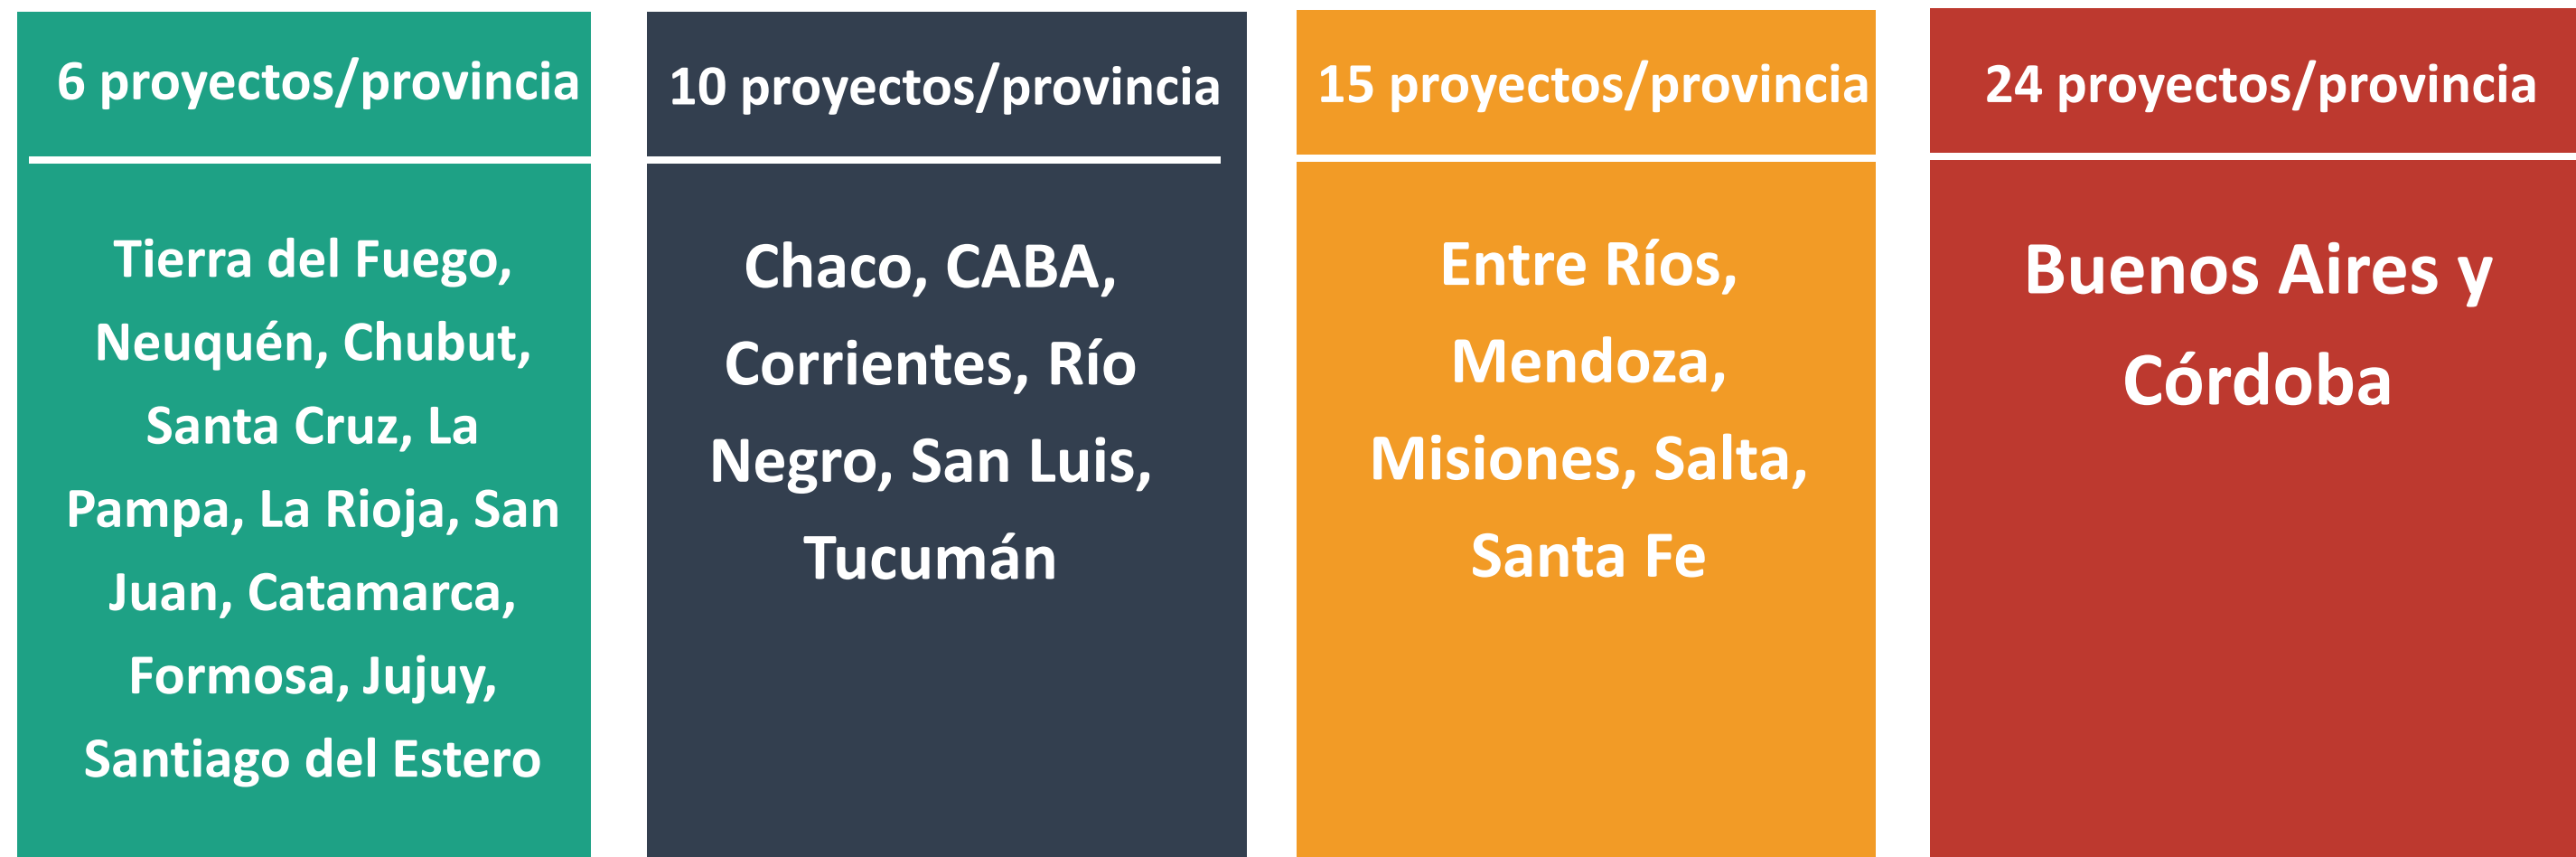 6 proyectos/provincia
Tierra del Fuego,
Neuquén, Chubut,
Santa Cruz, La
Pampa, La Rioja, San
Juan, Catamarca,
Formosa, Jujuy,
Santiago del Estero
10 proyectos/provincia
Chaco, CABA,
Corrientes, Río
Negro, San Luis,
Tucumán
15 proyectos/provincia
Entre Ríos,
Mendoza,
Misiones, Salta,
Santa Fe
24 proyectos/provincia
Buenos Aires y
Córdoba